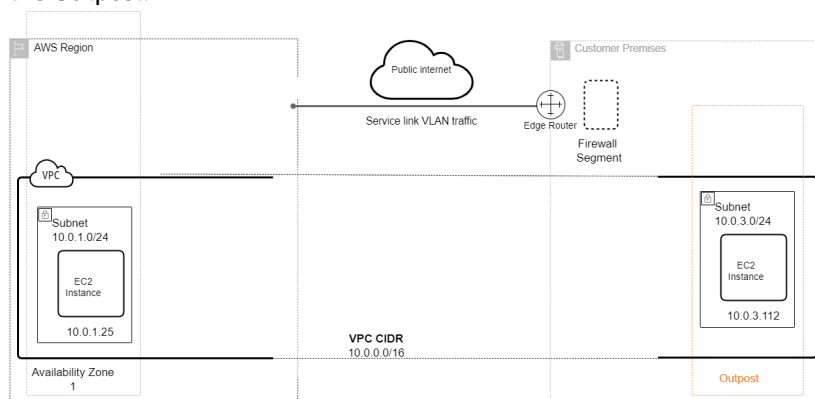 AWS Region
Customer Premises
Public internet
Service link VLAN traffic
Edge Router
Firewall
Segment
VPC
Subnet
10.0.1.0/24
EC2
Instance
10.0.1.25
Subnet
10.0.3.0/24
EC2
Instance
10.0.3.112
VPC CIDR
10.0.0.0/16
Availability Zone
1
Outpost